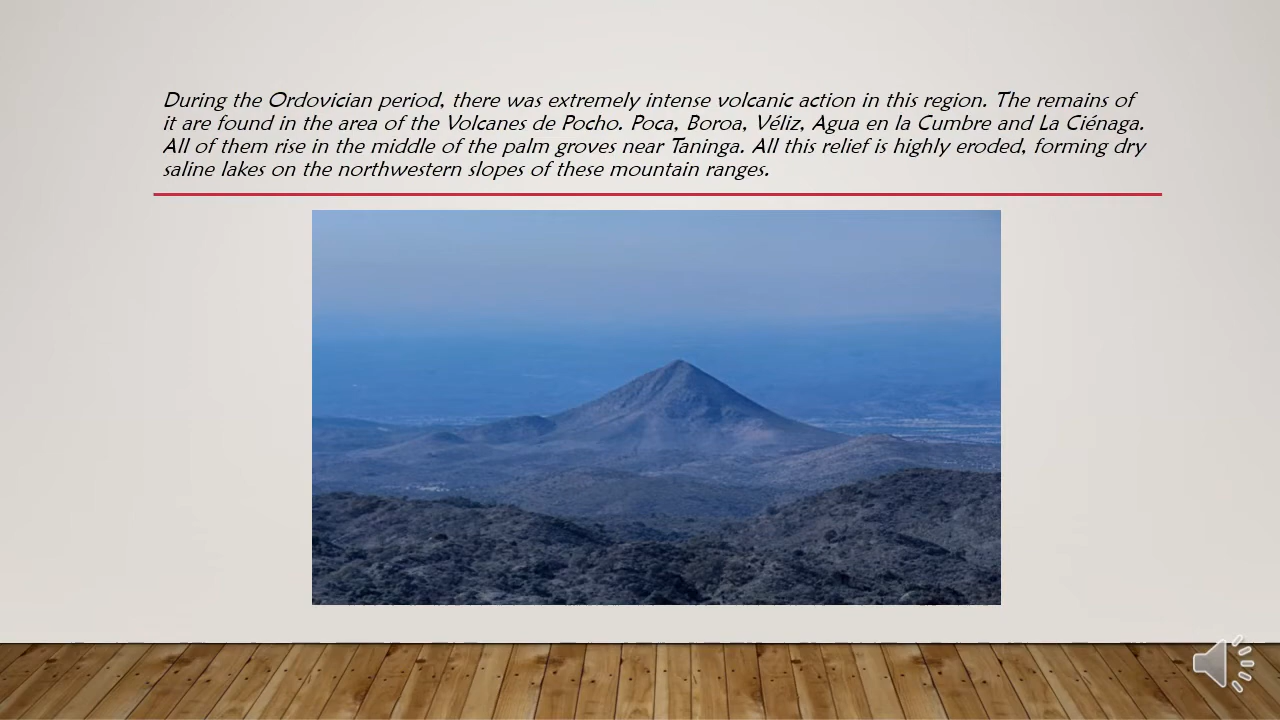 During the Ordovician period, there was extremely intense volcanic action in this region. The remains of
it are found in the area of the Volcanes de Pocho. Poca, Boroa, Véliz, Agua en la Cumbre and La Ciénaga.
All of them rise in the middle of the palm groves near Taninga. All this relief is highly eroded, forming dry
saline lakes on the northwestern slopes of these mountain ranges.